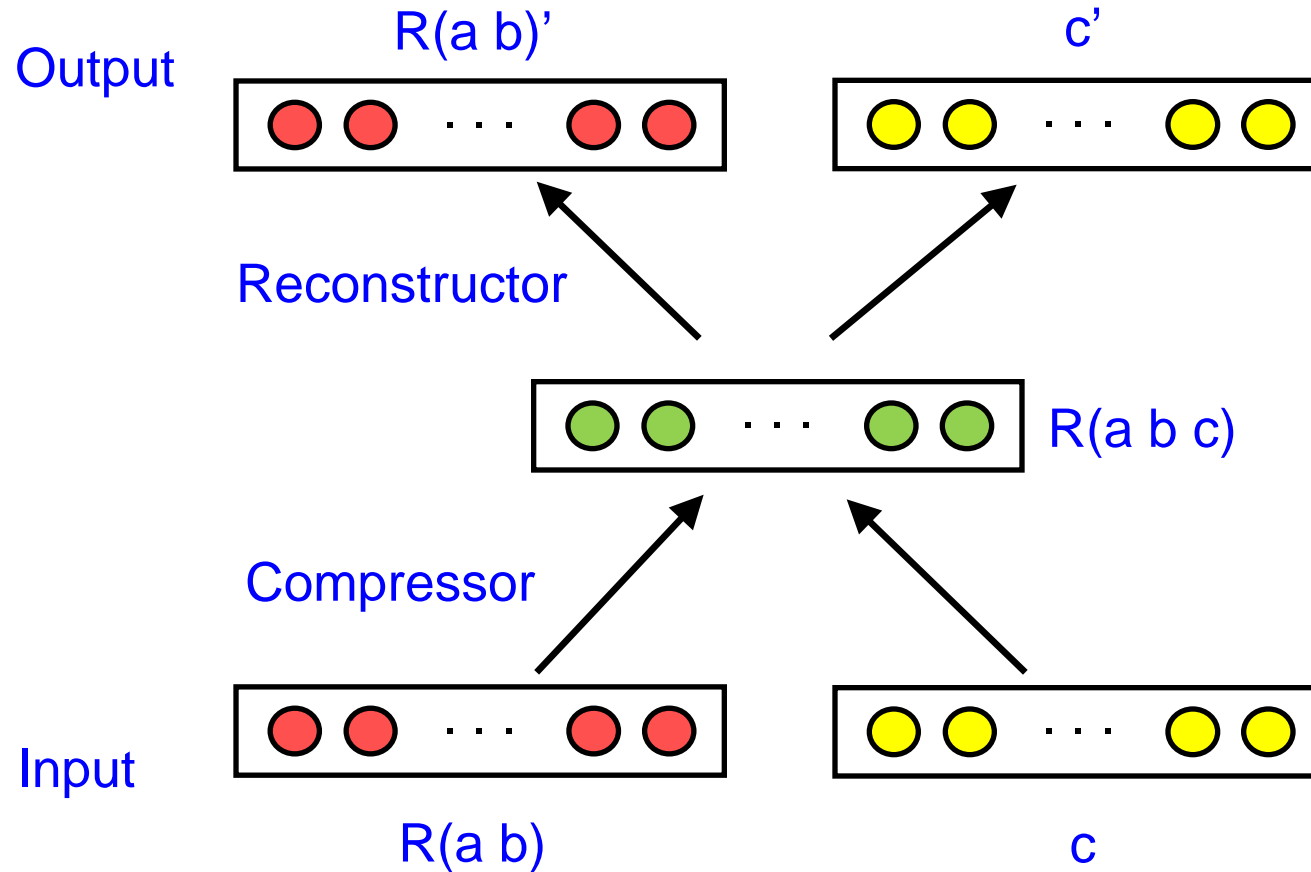 R(a b)’
c’
Output
. . .
. . .
Reconstructor
. . .
R(a b c)
Compressor
. . .
. . .
Input
R(a b)
c